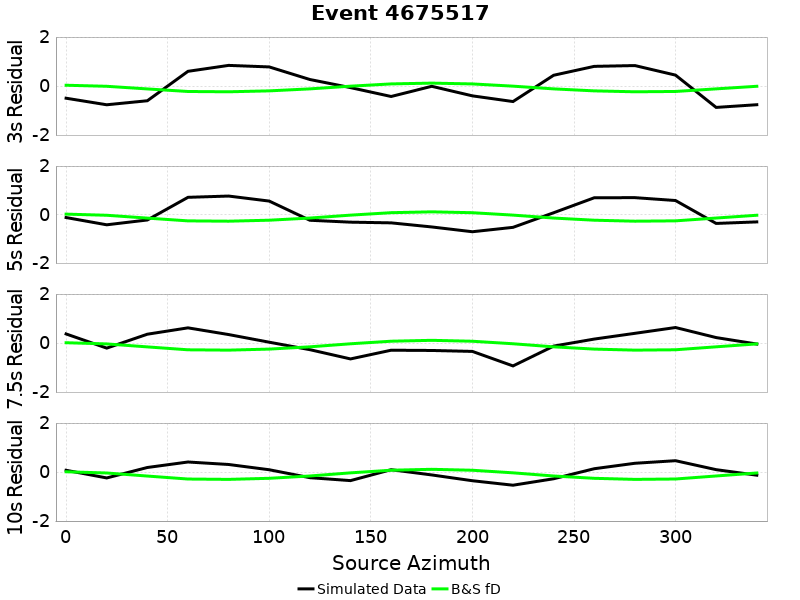 Event 4675517
3s Residual
2
0
-2
5s Residual
2
0
-2
7.5s Residual
2
0
-2
10s Residual
2
0
-2
0 50 100 150 200 250 300
Source Azimuth
Simulated Data B&S fD